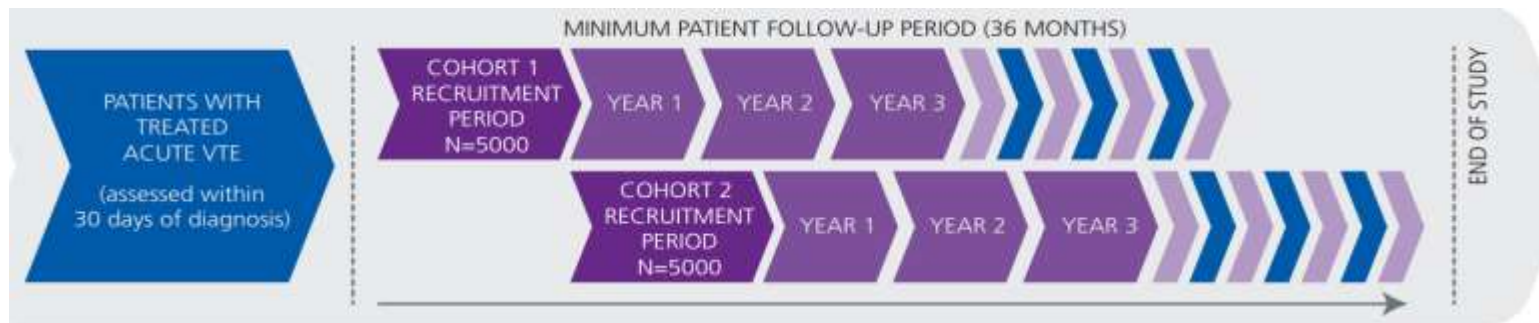 MINIMUM PATIENT FOLLOW-UP PERIOD (36 MONTHS)
PATIENTS WITH
TREATED
ACUTE VTE
(assessed within
30 days of diagnosis)
COHORT 1
RECRUITMENT
PERIOD
N=5000
YEAR 1
YEAR 2
YEAR 3
COHORT 2
RECRUITMENT
PERIOD
N=5000
YEAR 1
YEAR 2
YEAR 3
END OF STUDY